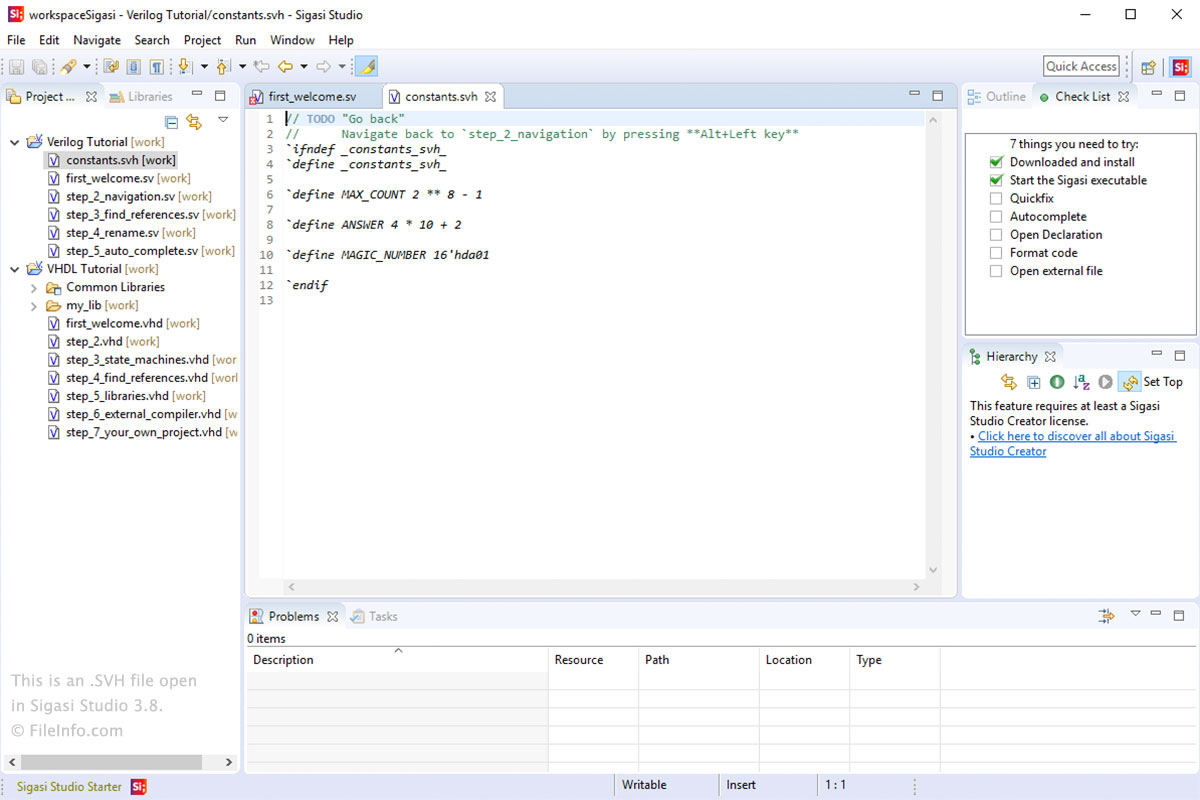 Si; workspaceSigasi - Verilog Tutorial/constants.svh - Sigasi Studio
File Edit Navigate Search Project Run Window Help
Quick Access Si;
Project ... Libraries
Verilog Tutorial [work]
constants.svh [work]
first_welcome.sv [work]
step_2_navigation.sv [work]
step_3_find_references.sv [work]
step_4_rename.sv [work]
step_5_auto_complete.sv [work]
VHDL Tutorial [work]
Common Libraries
my_lib [work]
first_welcome.vhd [work]
step_2.vhd [work]
step_3_state_machines.vhd [wor
step_4_find_references.vhd [worl
step_5_libraries.vhd [work]
step_6_external_compiler.vhd [w
step_7_your_own_project.vhd [w
This is an .SVH file open
in Sigasi Studio 3.8.
© FileInfo.com
first_welcome.sv constants.svh
1 // TODO "Go back"
2 //      Navigate back to `step_2_navigation` by pressing **Alt+Left key**
3 `ifndef _constants_svh_
4 `define _constants_svh_
5
6 `define MAX_COUNT 2 ** 8 - 1
7
8 `define ANSWER 4 * 10 + 2
9
10 `define MAGIC_NUMBER 16'hda01
11
12 `endif
13
Outline Check List
7 things you need to try:
Downloaded and install
Start the Sigasi executable
Quickfix
Autocomplete
Open Declaration
Format code
Open external file
Hierarchy
Set Top
This feature requires at least a Sigasi
Studio Creator license.
• Click here to discover all about Sigasi
Studio Creator
Problems Tasks
0 items
Description Resource Path Location Type
Sigasi Studio Starter Si; Writable Insert 1 : 1